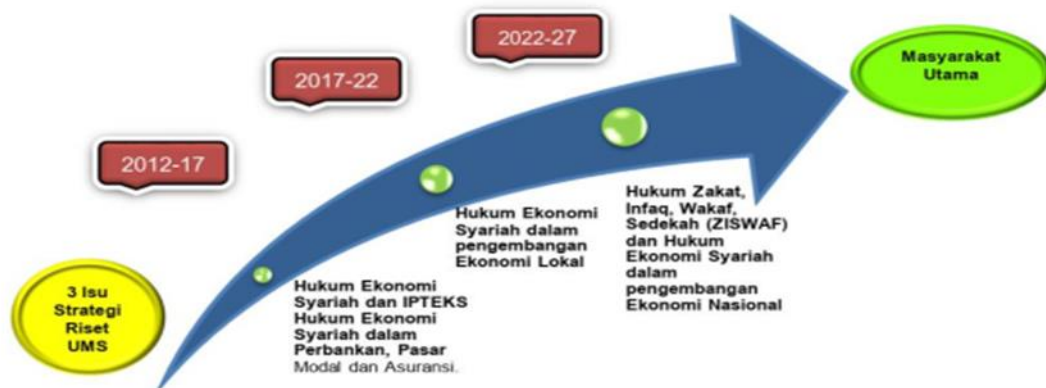 2022-27
2017-22
2012-17
Masyarakat
Utama
3 Isu
Strategi
Riset
UMS
Hukum Ekonomi
Syariah dan IPTEKS
Hukum Ekonomi
Syariah dalam
Perbankan, Pasar
Modal dan Asuransi.
Hukum Ekonomi
Syariah dalam
pengembangan
Ekonomi Lokal
Hukum Zakat,
Infaq, Wakaf,
Sedekah (ZISWAF)
dan Hukum
Ekonomi Syariah
dalam
pengembangan
Ekonomi Nasional